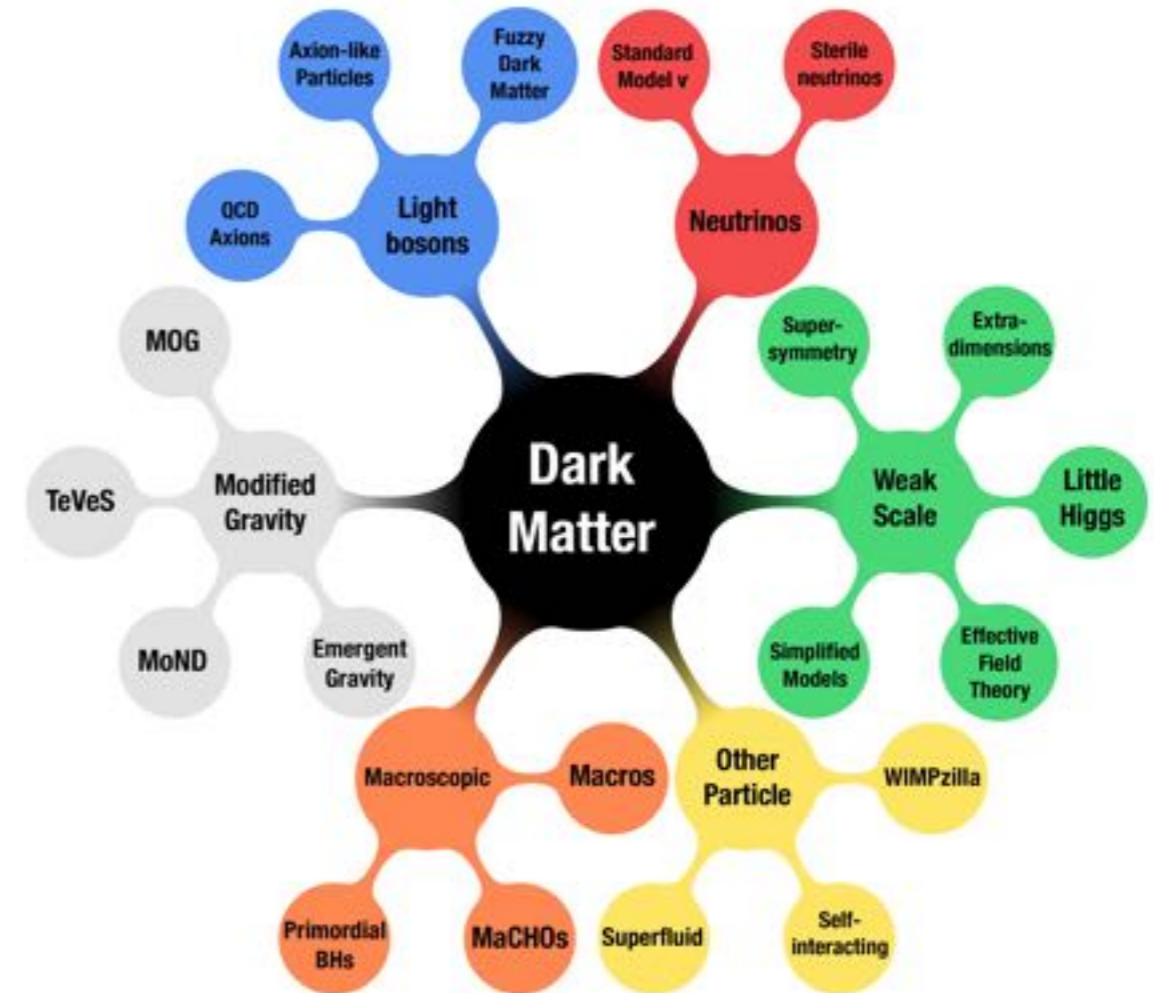 Axion-like
Particles
Fuzzy
Dark
Matter
Standard
Model ν
Sterile
neutrinos
QCD
Axions
Light
bosons
Neutrinos
MOG
Super-
symmetry
Extra-
dimensions
TeVeS
Modified
Gravity
Dark
Matter
Weak
Scale
Little
Higgs
MoND
Emergent
Gravity
Simplified
Models
Effective
Field
Theory
Macroscopic
Macros
Other
Particle
WIMPzilla
Primordial
BHs
MaCHOs
Superfluid
Self-
interacting